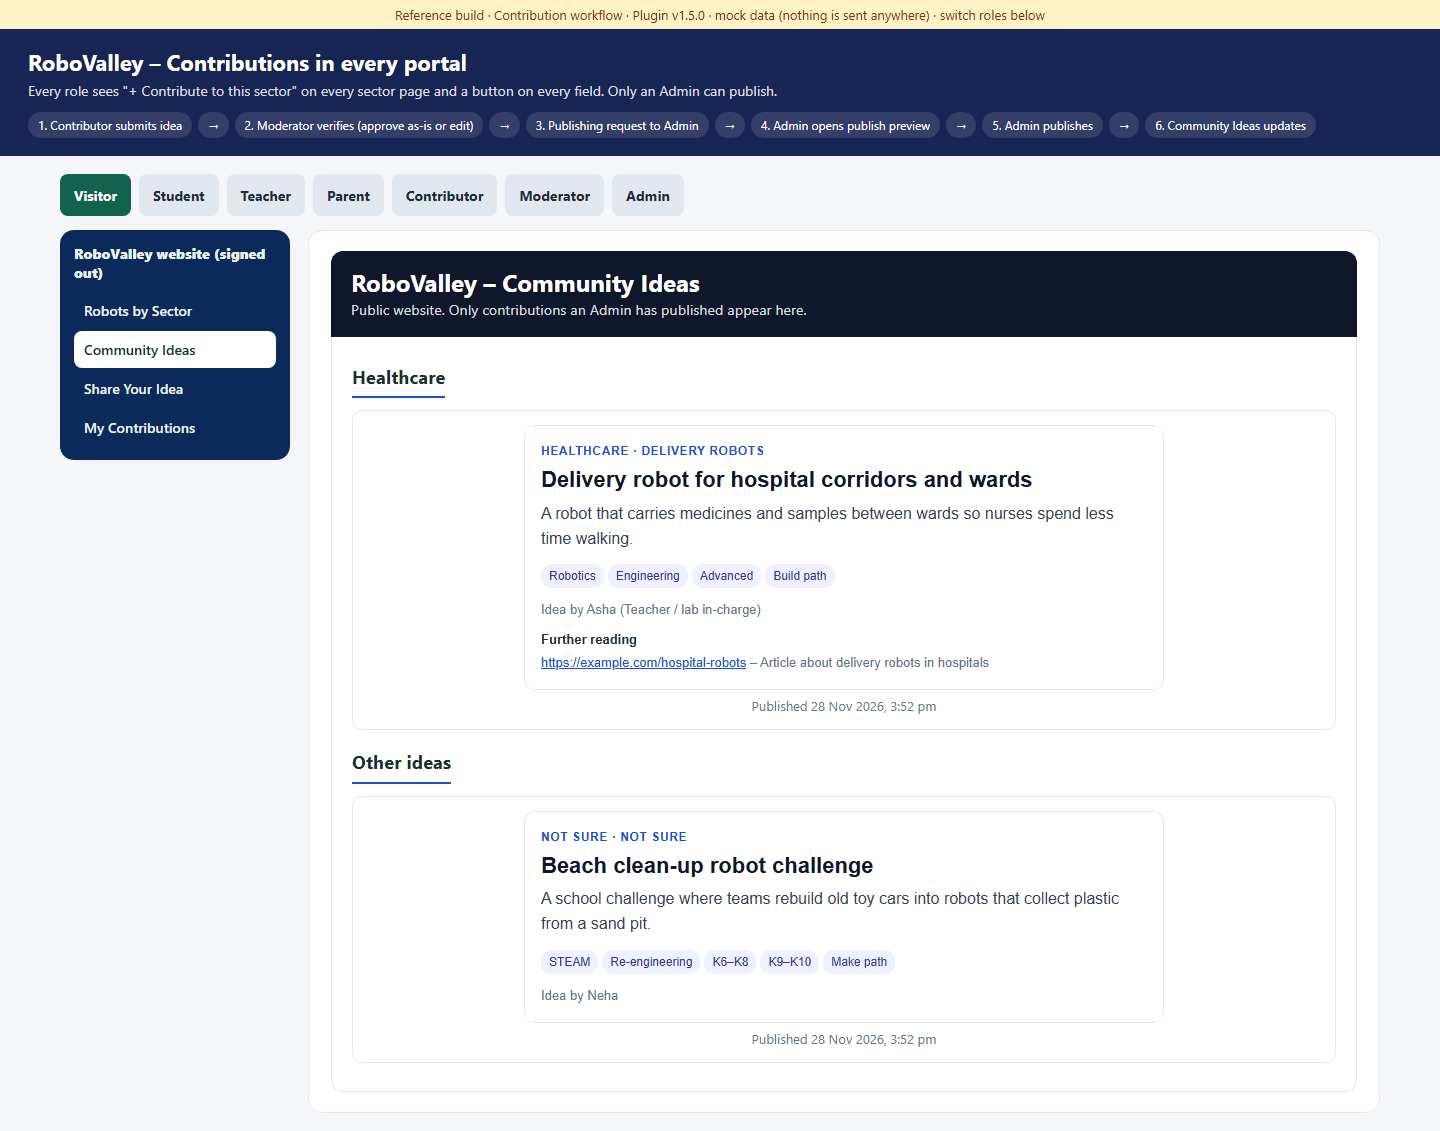 Reference build · Contribution workflow · Plugin v1.5.0 · mock data (nothing is sent anywhere) · switch roles below
RoboValley – Contributions in every portal
Every role sees "+ Contribute to this sector" on every sector page and a button on every field. Only an Admin can publish.
1. Contributor submits idea → 2. Moderator verifies (approve as-is or edit) → 3. Publishing request to Admin → 4. Admin opens publish preview → 5. Admin publishes → 6. Community Ideas updates
Visitor Student Teacher Parent Contributor Moderator Admin
RoboValley website (signed
out)
Robots by Sector
Community Ideas
Share Your Idea
My Contributions
RoboValley – Community Ideas
Public website. Only contributions an Admin has published appear here.
Healthcare
HEALTHCARE · DELIVERY ROBOTS
Delivery robot for hospital corridors and wards
A robot that carries medicines and samples between wards so nurses spend less
time walking.
Robotics Engineering Advanced Build path
Idea by Asha (Teacher / lab in-charge)
Further reading
https://example.com/hospital-robots – Article about delivery robots in hospitals
Published 28 Nov 2026, 3:52 pm
Other ideas
NOT SURE · NOT SURE
Beach clean-up robot challenge
A school challenge where teams rebuild old toy cars into robots that collect plastic
from a sand pit.
STEAM Re-engineering K6–K8 K9–K10 Make path
Idea by Neha
Published 28 Nov 2026, 3:52 pm